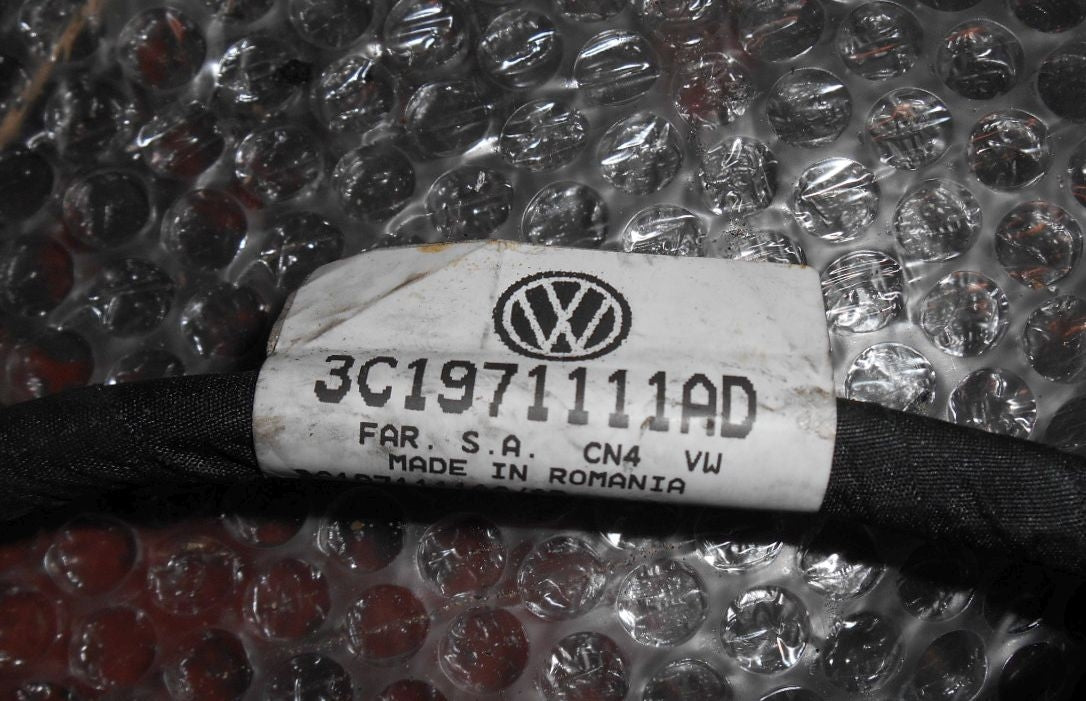 3C1971111AD
FAR. S.A. CN4 VW
MADE IN ROMANIA